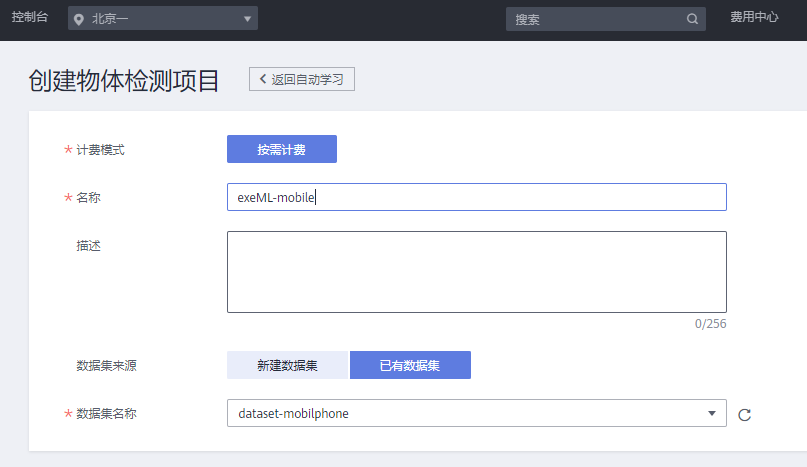 控制台 北京一 搜索 费用中心
创建物体检测项目 返回自动学习
* 计费模式 按需计费
* 名称 exeML-mobile
描述
0/256
数据集来源 新建数据集 已有数据集
* 数据集名称 dataset-mobilphone